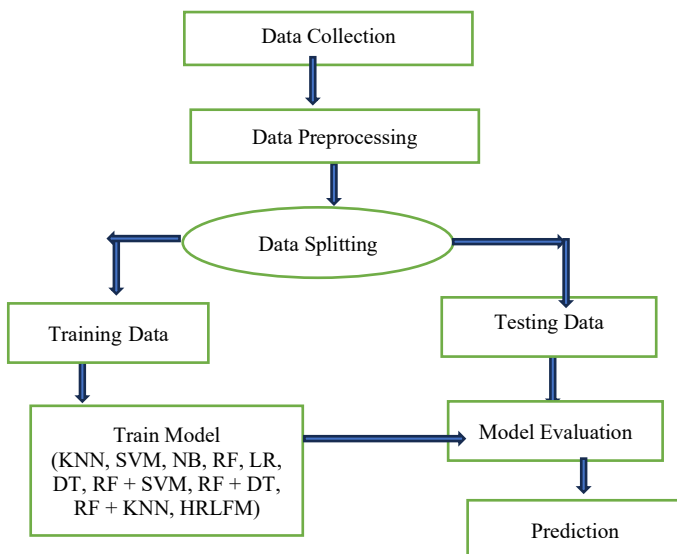 Data Collection
Data Preprocessing
Data Splitting
Training Data
Testing Data
Train Model
(KNN, SVM, NB, RF, LR,
DT, RF + SVM, RF + DT,
RF + KNN, HRLFM)
Model Evaluation
Prediction